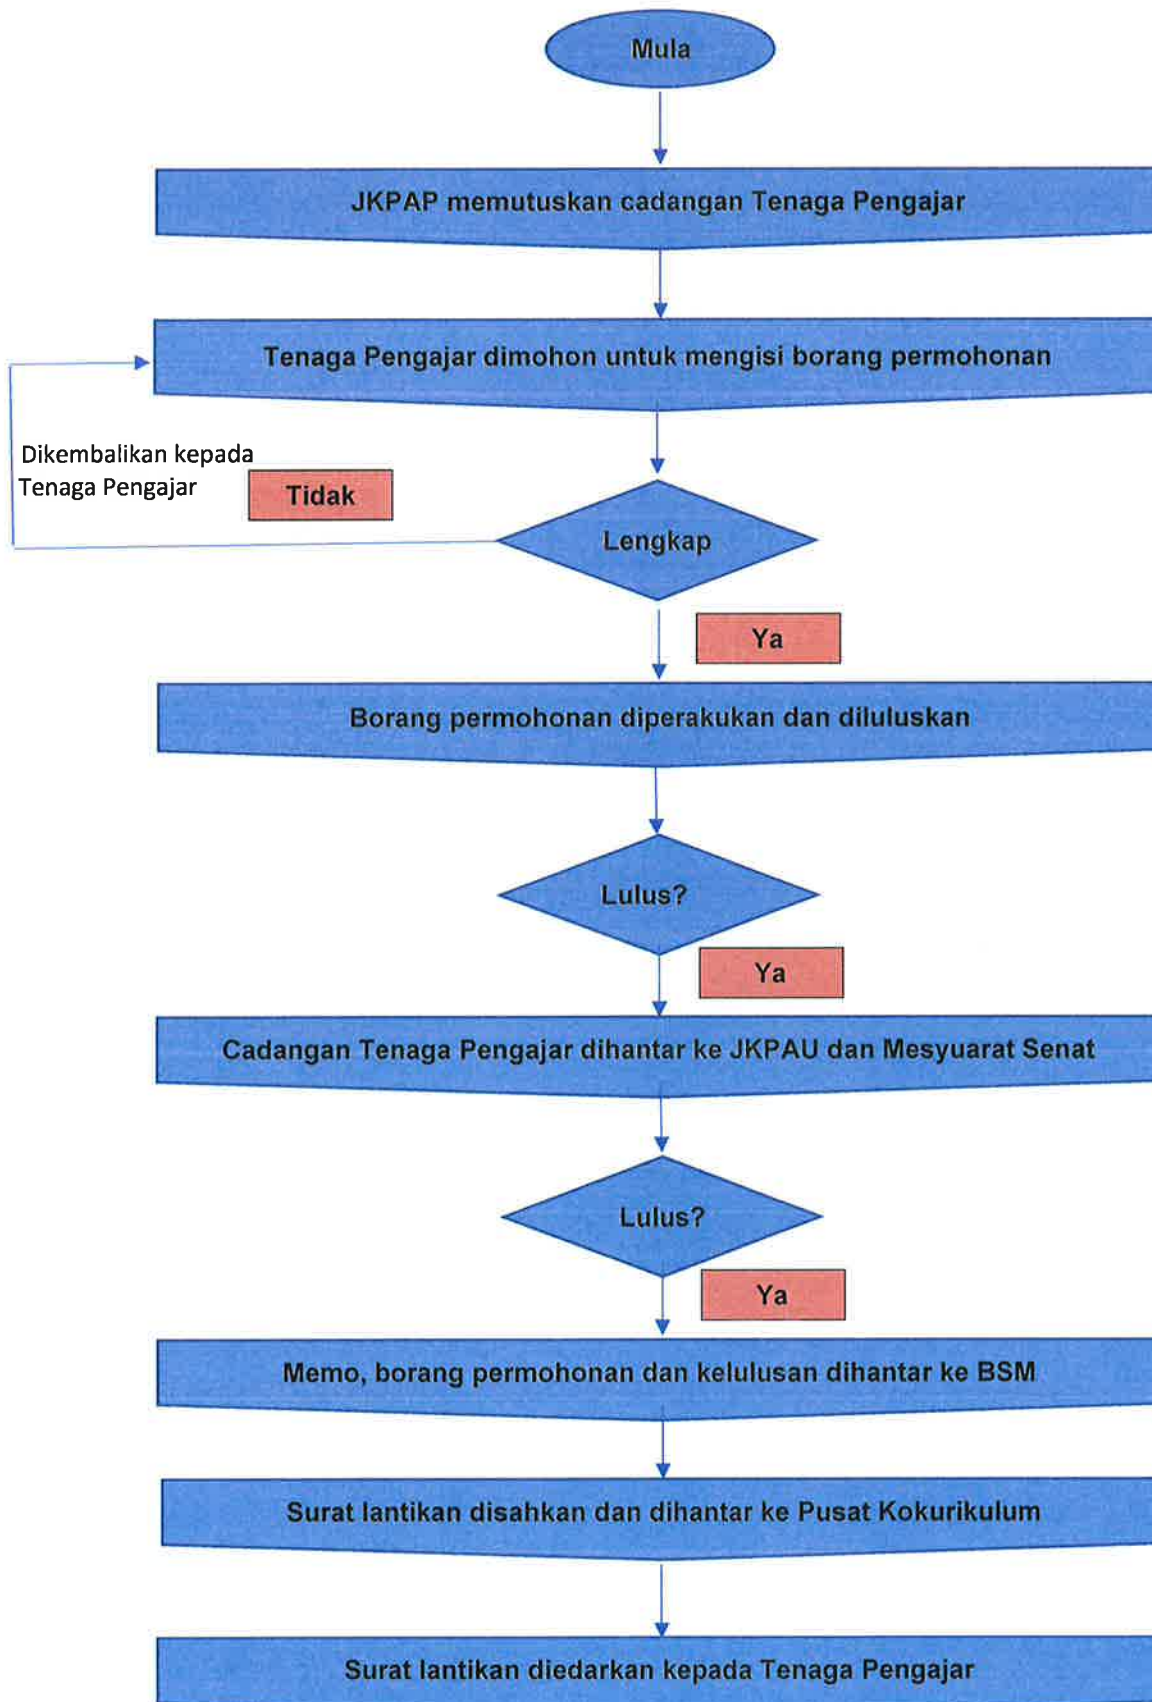 Mula
JKPAP memutuskan cadangan Tenaga Pengajar
Tenaga Pengajar dimohon untuk mengisi borang permohonan
Dikembalikan kepada
Tenaga Pengajar
Tidak
Lengkap
Ya
Borang permohonan diperakukan dan diluluskan
Lulus?
Ya
Cadangan Tenaga Pengajar dihantar ke JKPAU dan Mesyuarat Senat
Lulus?
Ya
Memo, borang permohonan dan kelulusan dihantar ke BSM
Surat lantikan disahkan dan dihantar ke Pusat Kokurikulum
Surat lantikan diedarkan kepada Tenaga Pengajar